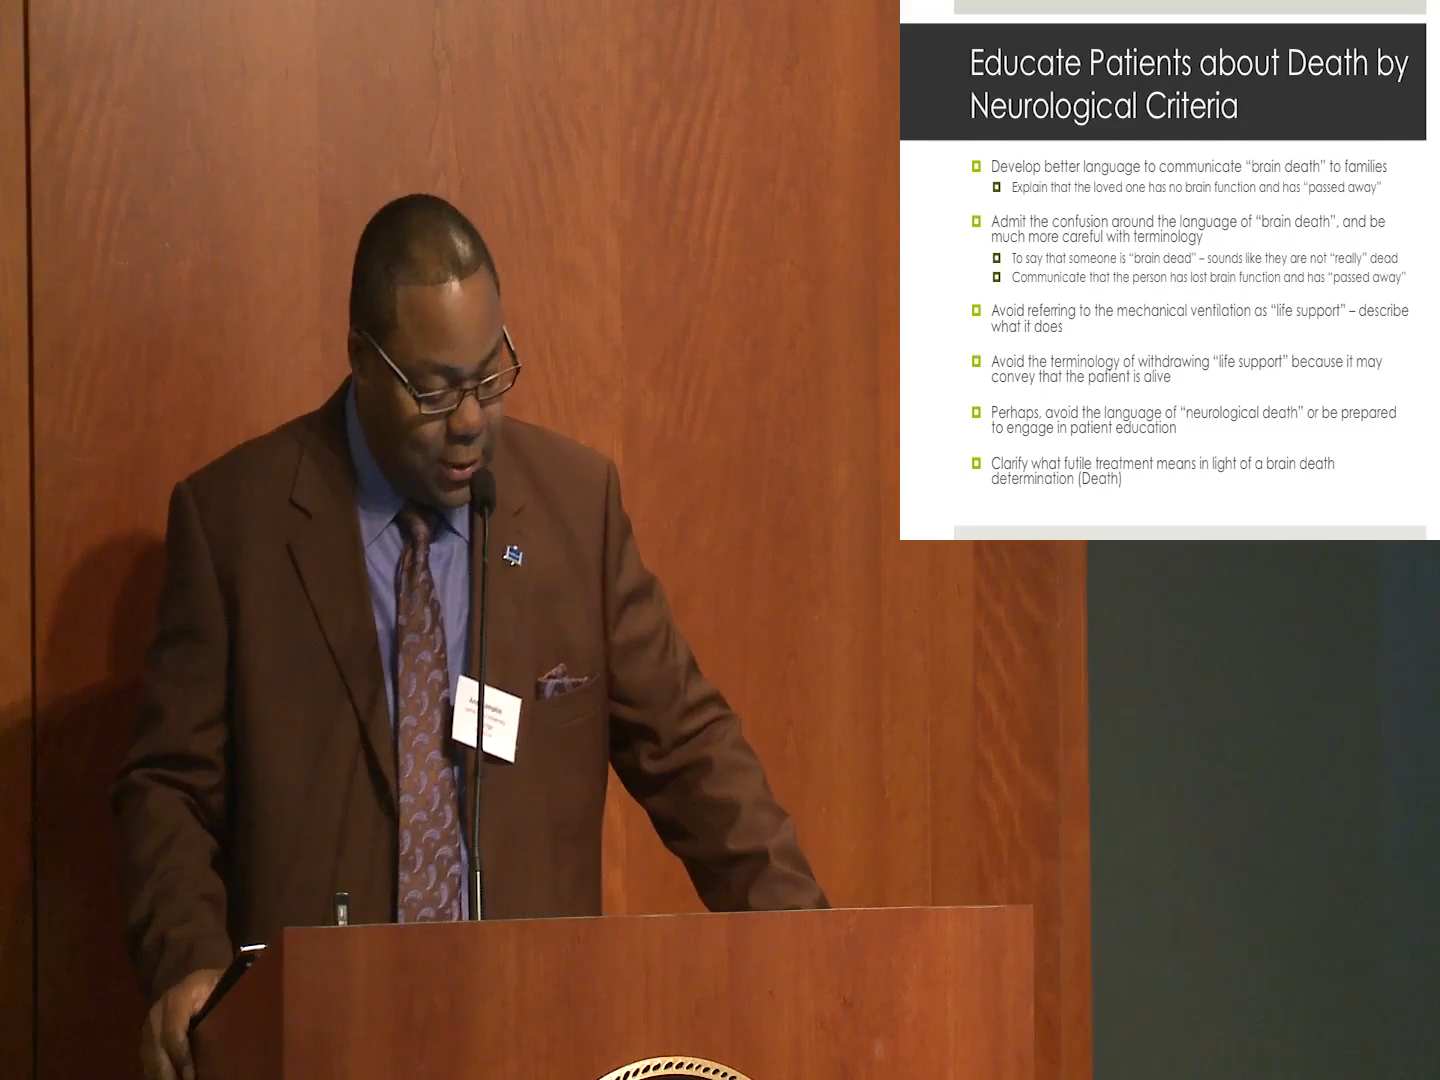 Educate Patients about Death by
Neurological Criteria
Develop better language to communicate “brain death” to families
Explain that the loved one has no brain function and has “passed away”
Admit the confusion around the language of “brain death”, and be
much more careful with terminology
To say that someone is “brain dead” – sounds like they are not “really” dead
Communicate that the person has lost brain function and has “passed away”
Avoid referring to the mechanical ventilation as “life support” – describe
what it does
Avoid the terminology of withdrawing “life support” because it may
convey that the patient is alive
Perhaps, avoid the language of “neurological death” or be prepared
to engage in patient education
Clarify what futile treatment means in light of a brain death
determination (Death)